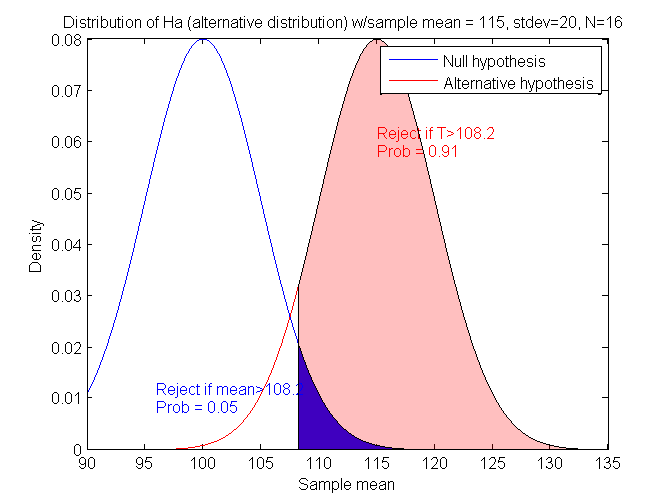 Distribution of Ha (alternative distribution) w/sample mean = 115, stdev=20, N=16
0.08
0.07
0.06
0.05
0.04
0.03
0.02
0.01
0
Density
Null hypothesis
Alternative hypothesis
Reject if T>108.2
Prob = 0.91
Reject if mean>108.2
Prob = 0.05
90 95 100 105 110 115 120 125 130 135
Sample mean